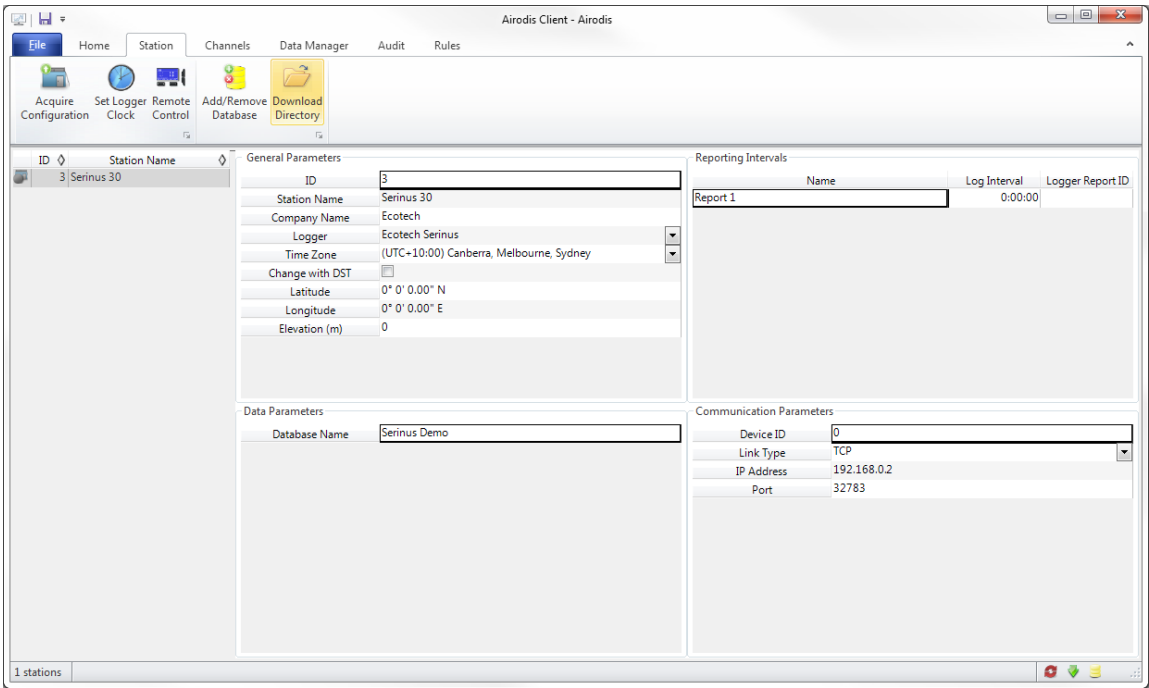 Airodis Client - Airodis
File Home Station Channels Data Manager Audit Rules
Acquire Configuration
Set Logger Clock
Remote Control
Add/Remove Database
Download Directory
ID Station Name
3 Serinus 30
General Parameters
ID 3
Station Name Serinus 30
Company Name Ecotech
Logger Ecotech Serinus
Time Zone (UTC+10:00) Canberra, Melbourne, Sydney
Change with DST
Latitude 0° 0' 0.00" N
Longitude 0° 0' 0.00" E
Elevation (m) 0
Reporting Intervals
Name Log Interval Logger Report ID
Report 1 0:00:00
Data Parameters
Database Name Serinus Demo
Communication Parameters
Device ID 0
Link Type TCP
IP Address 192.168.0.2
Port 32783
1 stations